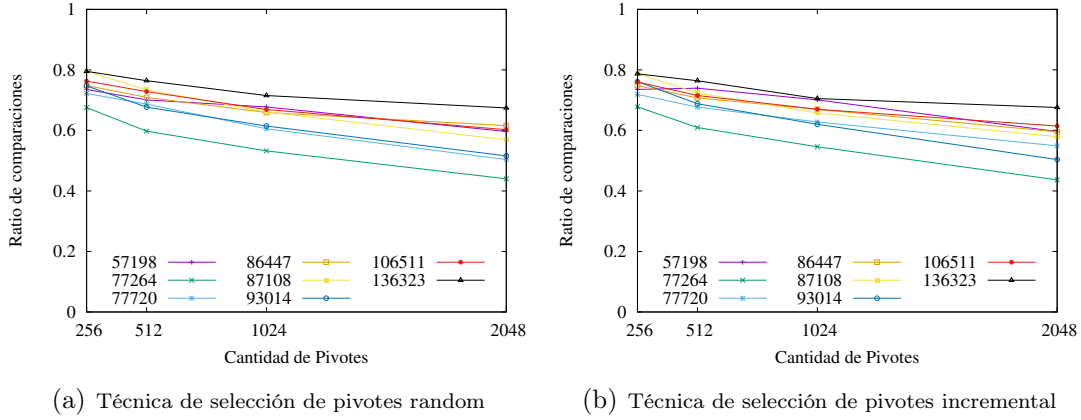 1
0.8
0.6
0.4
0.2
0
Ratio de comparaciones
57198 86447 106511
77264 87108 136323
77720 93014
256 512 1024 2048
Cantidad de Pivotes
(a) Técnica de selección de pivotes random
1
0.8
0.6
0.4
0.2
0
Ratio de comparaciones
57198 86447 106511
77264 87108 136323
77720 93014
256 512 1024 2048
Cantidad de Pivotes
(b) Técnica de selección de pivotes incremental